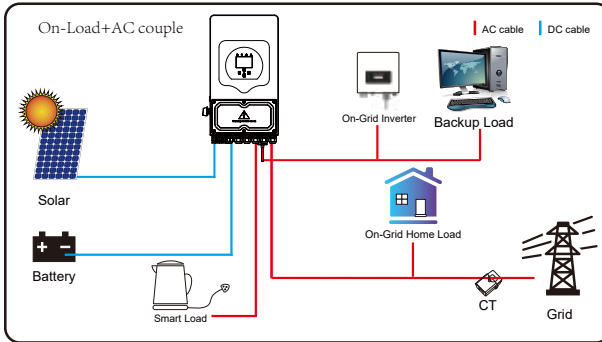 On-Load+AC couple
AC cable
DC cable
On-Grid Inverter
Backup Load
Solar
On-Grid Home Load
Battery
Smart Load
CT
Grid